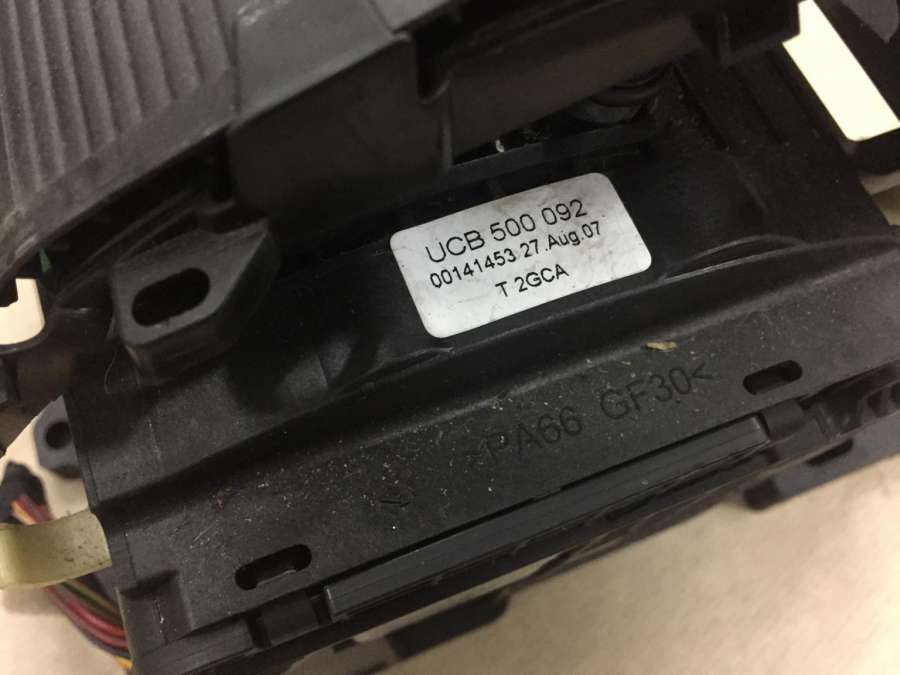 UCB 500 092
00141453 27.Aug.07
T 2GCA
>PA66 GF30<